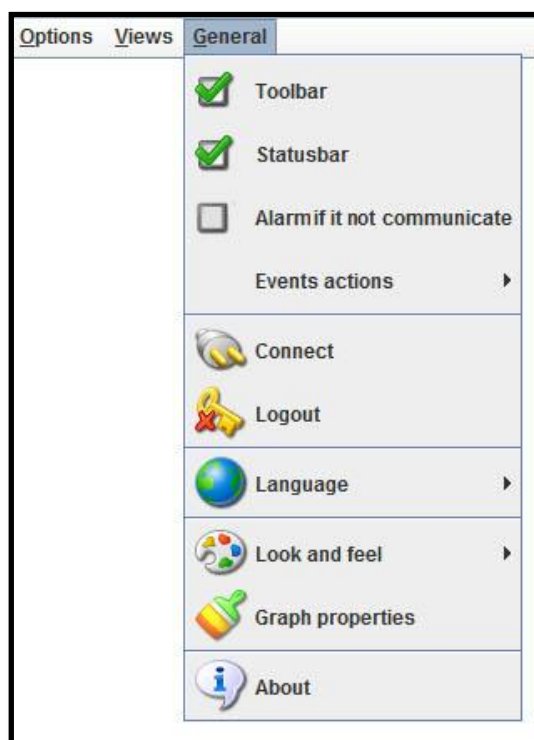 Options Views General
Toolbar
Statusbar
Alarm if it not communicate
Events actions
Connect
Logout
Language
Look and feel
Graph properties
About